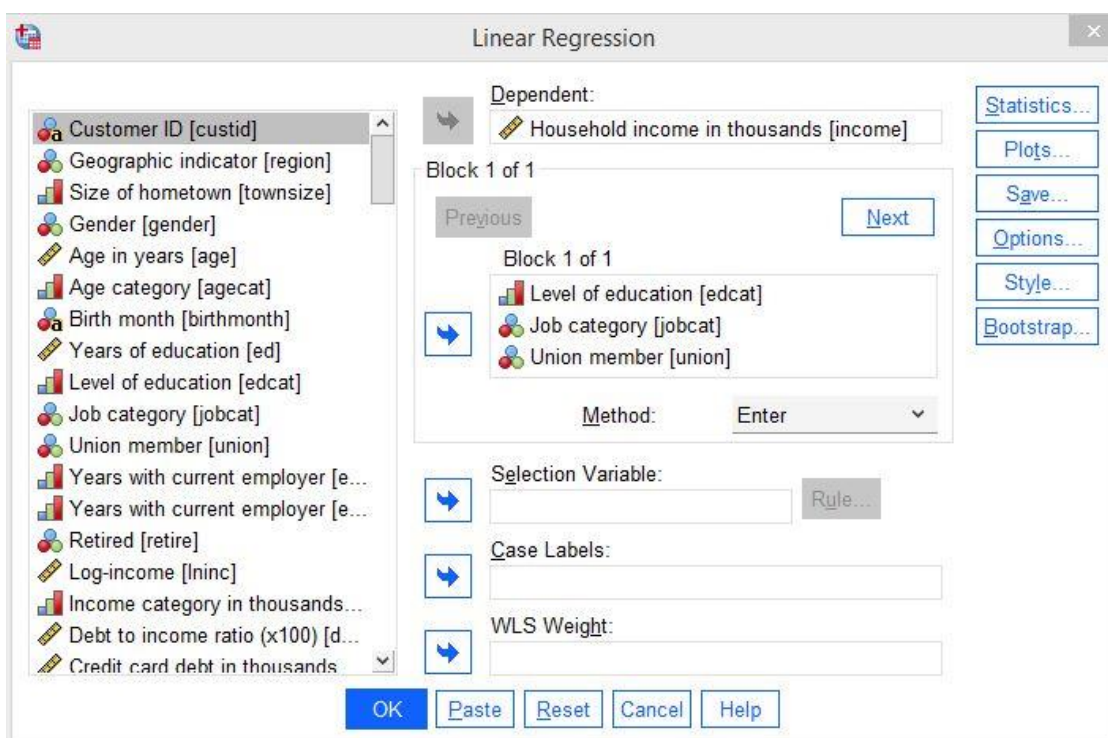 Linear Regression
Customer ID [custid]
Geographic indicator [region]
Size of hometown [townsize]
Gender [gender]
Age in years [age]
Age category [agecat]
Birth month [birthmonth]
Years of education [ed]
Level of education [edcat]
Job category [jobcat]
Union member [union]
Years with current employer [e...
Years with current employer [e...
Retired [retire]
Log-income [lninc]
Income category in thousands...
Debt to income ratio (x100) [d...
Credit card debt in thousands
Dependent:
Household income in thousands [income]
Block 1 of 1
Previous
Next
Block 1 of 1
Level of education [edcat]
Job category [jobcat]
Union member [union]
Method:
Enter
Selection Variable:
Rule...
Case Labels:
WLS Weight:
Statistics...
Plots...
Save...
Options...
Style...
Bootstrap...
OK
Paste
Reset
Cancel
Help